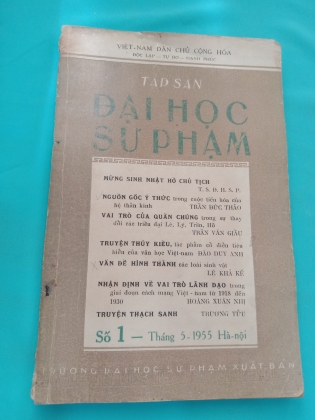 VIỆT-NAM DÂN CHỦ CỘNG HÒA
ĐỘC LẬP - TỰ DO - HẠNH PHÚC
TẬP SAN
ĐẠI HỌC
SƯ PHẠM
MỪNG SINH NHẬT HỒ CHỦ TỊCH
T. S. Đ. H. S. P.
NGUỒN GỐC Ý THỨC trong cuộc tiến hóa của
hệ thần kinh TRẦN ĐỨC THẢO
VAI TRÒ CỦA QUẦN CHÚNG trong sự thay
đổi các triều đại Lê, Lý, Trần, Hồ
TRẦN VĂN GIÀU
TRUYỆN THÚY KIỀU, tác phẩm cổ điển tiêu
biểu của văn học Việt-nam ĐÀO DUY ANH
VẤN ĐỀ HÌNH THÀNH các loài sinh vật
LÊ KHẢ KẾ
NHẬN ĐỊNH VỀ VAI TRÒ LÃNH ĐẠO trong
giai đoạn cách mạng Việt-nam từ 1918 đến
1930 HOÀNG XUÂN NHỊ
TRUYỆN THẠCH SANH TRƯƠNG TỬU
Số 1 — Tháng 5-1955 Hà-nội
TRƯỜNG ĐẠI HỌC SƯ PHẠM XUẤT BẢN